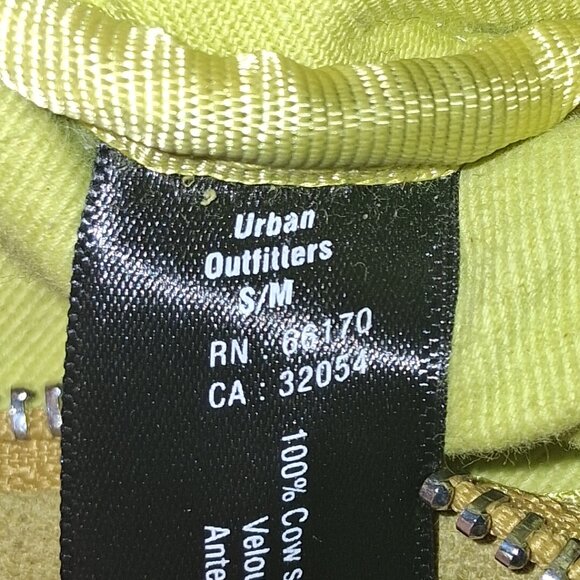 Urban
Outfitters
S/M
RN : 66170
CA : 32054
100% Cow s
Velou
Ante